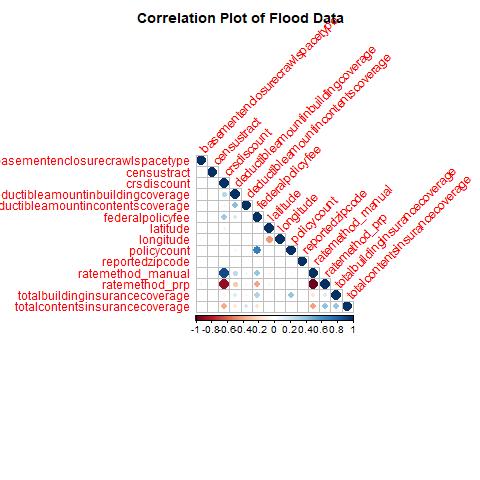 Correlation Plot of Flood Data
basementenclosurecrawlspacetype
censustract
crsdiscount
deductibleamountinbuildingcoverage
deductibleamountincontentscoverage
federalpolicyfee
latitude
longitude
policycount
reportedzipcode
ratemethod_manual
ratemethod_prp
totalbuildinginsurancecoverage
totalcontentsinsurancecoverage
basementenclosurecrawlspacetype
censustract
crsdiscount
ductibleamountinbuildingcoverage
ductibleamountincontentscoverage
federalpolicyfee
latitude
longitude
policycount
reportedzipcode
ratemethod_manual
ratemethod_prp
totalbuildinginsurancecoverage
totalcontentsinsurancecoverage
-1 -0.8 -0.6 -0.4 -0.2 0 0.2 0.4 0.6 0.8 1